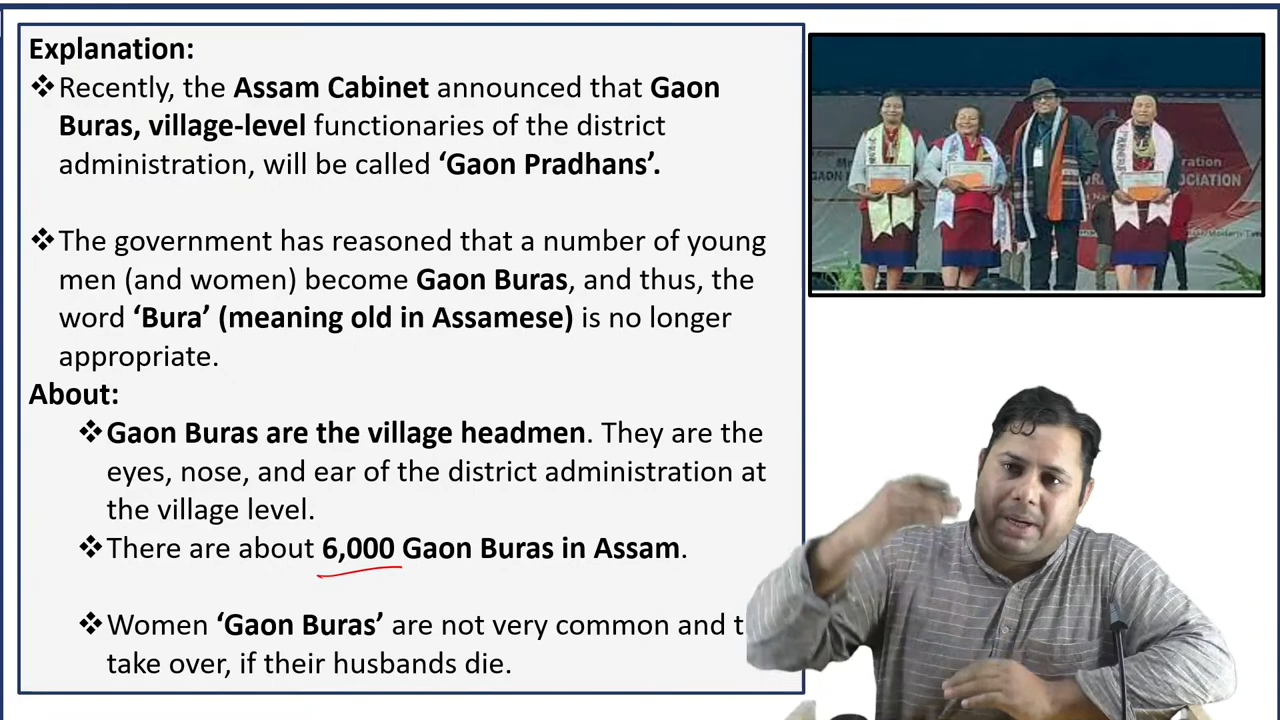 Explanation:
❖Recently, the Assam Cabinet announced that Gaon
Buras, village-level functionaries of the district
administration, will be called ‘Gaon Pradhans’.
❖The government has reasoned that a number of young
men (and women) become Gaon Buras, and thus, the
word ‘Bura’ (meaning old in Assamese) is no longer
appropriate.
About:
❖Gaon Buras are the village headmen. They are the
eyes, nose, and ear of the district administration at
the village level.
❖There are about 6,000 Gaon Buras in Assam.
❖Women ‘Gaon Buras’ are not very common and
take over, if their husbands die.